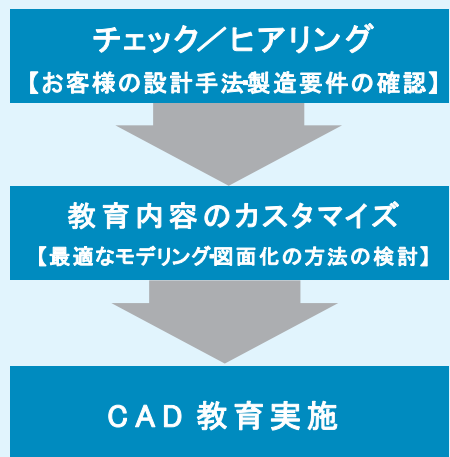 チェック／ヒアリング
【お客様の設計手法・製造要件の確認】
教育内容のカスタマイズ
【最適なモデリング・図面化の方法の検討】
CAD 教育実施